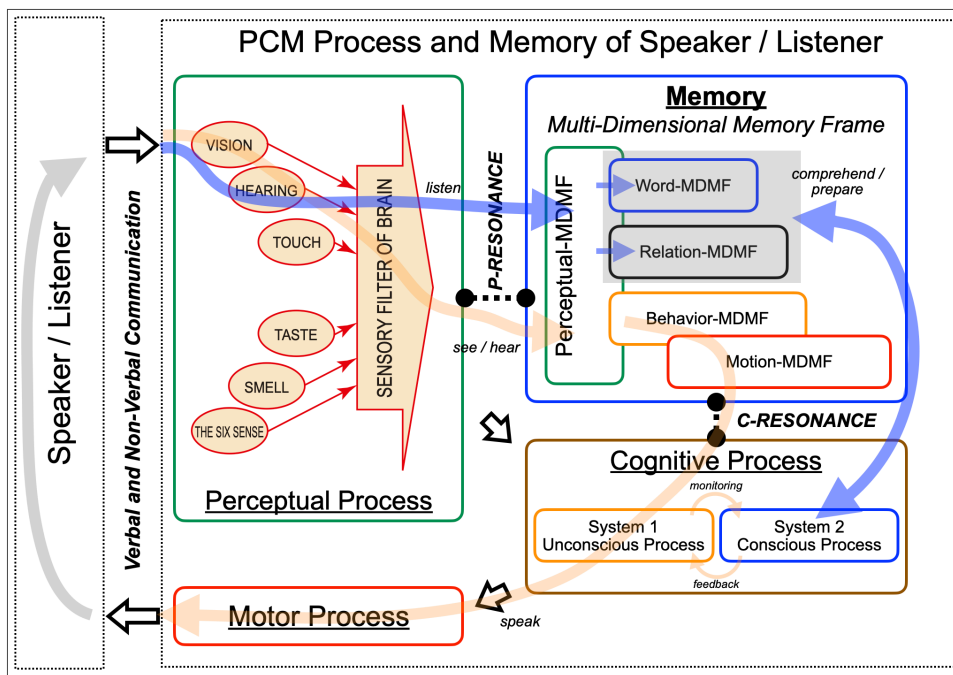 PCM Process and Memory of Speaker / Listener
Speaker / Listener
Verbal and Non-Verbal Communication
VISION
HEARING
TOUCH
TASTE
SMELL
THE SIX SENSE
SENSORY FILTER OF BRAIN
Perceptual Process
listen
see / hear
P-RESONANCE
Memory
Multi-Dimensional Memory Frame
Perceptual-MDMF
Word-MDMF
Relation-MDMF
Behavior-MDMF
Motion-MDMF
comprehend /
prepare
C-RESONANCE
Cognitive Process
monitoring
System 1
Unconscious Process
System 2
Conscious Process
feedback
Motor Process
speak